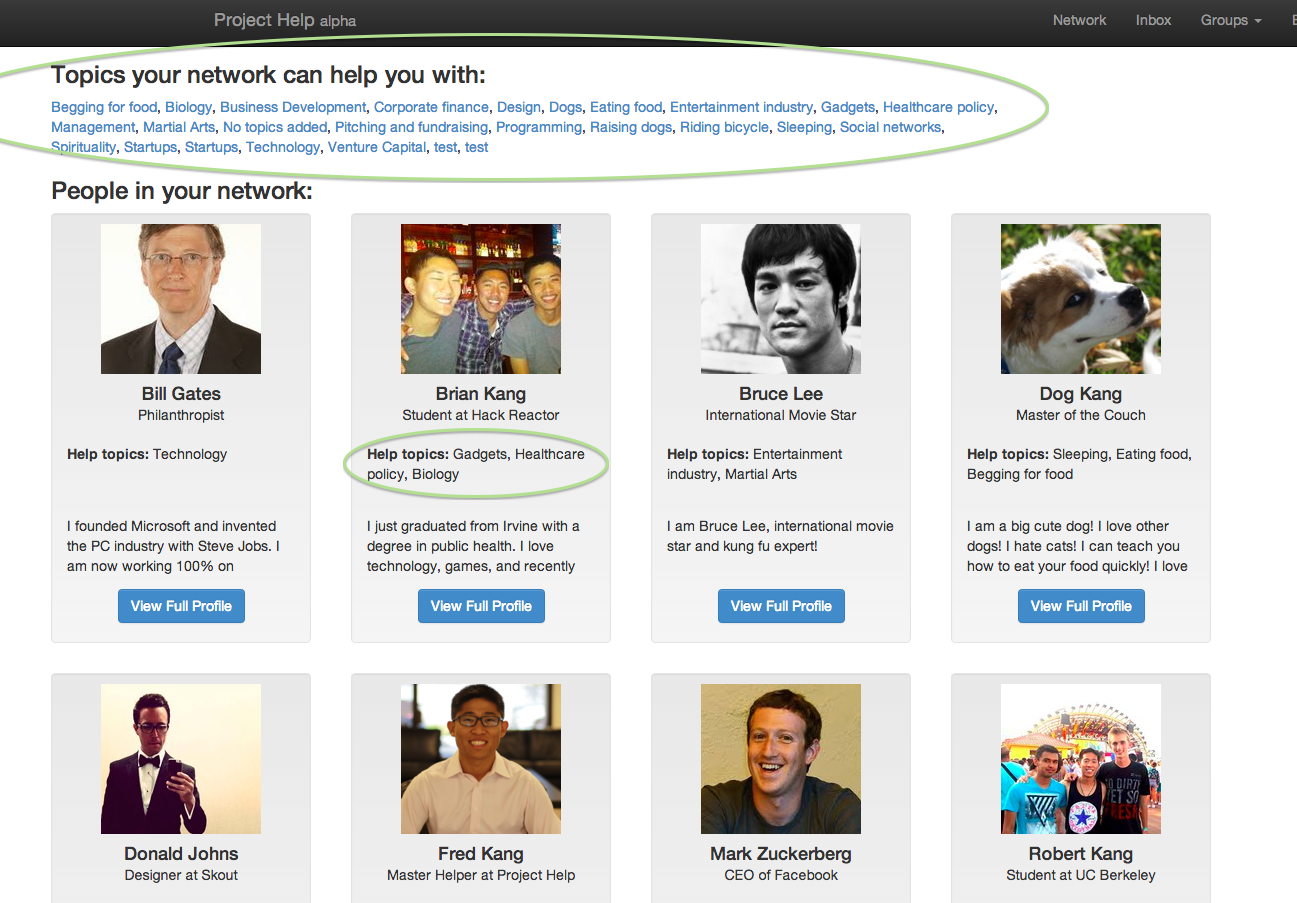 Project Help alpha
Network Inbox Groups
Topics your network can help you with:
Begging for food, Biology, Business Development, Corporate finance, Design, Dogs, Eating food, Entertainment industry, Gadgets, Healthcare policy,
Management, Martial Arts, No topics added, Pitching and fundraising, Programming, Raising dogs, Riding bicycle, Sleeping, Social networks,
Spirituality, Startups, Startups, Technology, Venture Capital, test, test
People in your network:
Bill Gates
Philanthropist
Help topics: Technology
I founded Microsoft and invented
the PC industry with Steve Jobs. I
am now working 100% on
View Full Profile
Brian Kang
Student at Hack Reactor
Help topics: Gadgets, Healthcare
policy, Biology
I just graduated from Irvine with a
degree in public health. I love
technology, games, and recently
View Full Profile
Bruce Lee
International Movie Star
Help topics: Entertainment
industry, Martial Arts
I am Bruce Lee, international movie
star and kung fu expert!
View Full Profile
Dog Kang
Master of the Couch
Help topics: Sleeping, Eating food,
Begging for food
I am a big cute dog! I love other
dogs! I hate cats! I can teach you
how to eat your food quickly! I love
View Full Profile
Donald Johns
Designer at Skout
Fred Kang
Master Helper at Project Help
Mark Zuckerberg
CEO of Facebook
Robert Kang
Student at UC Berkeley